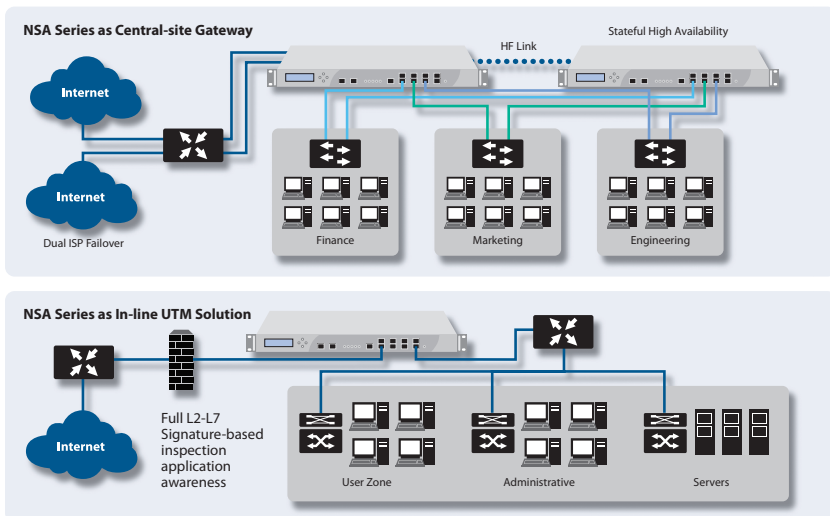 NSA Series as Central-site Gateway
Stateful High Availability
HF Link
Internet
Internet
Dual ISP Failover
Finance
Marketing
Engineering
NSA Series as In-line UTM Solution
Internet
Full L2-L7
Signature-based
inspection
application
awareness
User Zone
Administrative
Servers